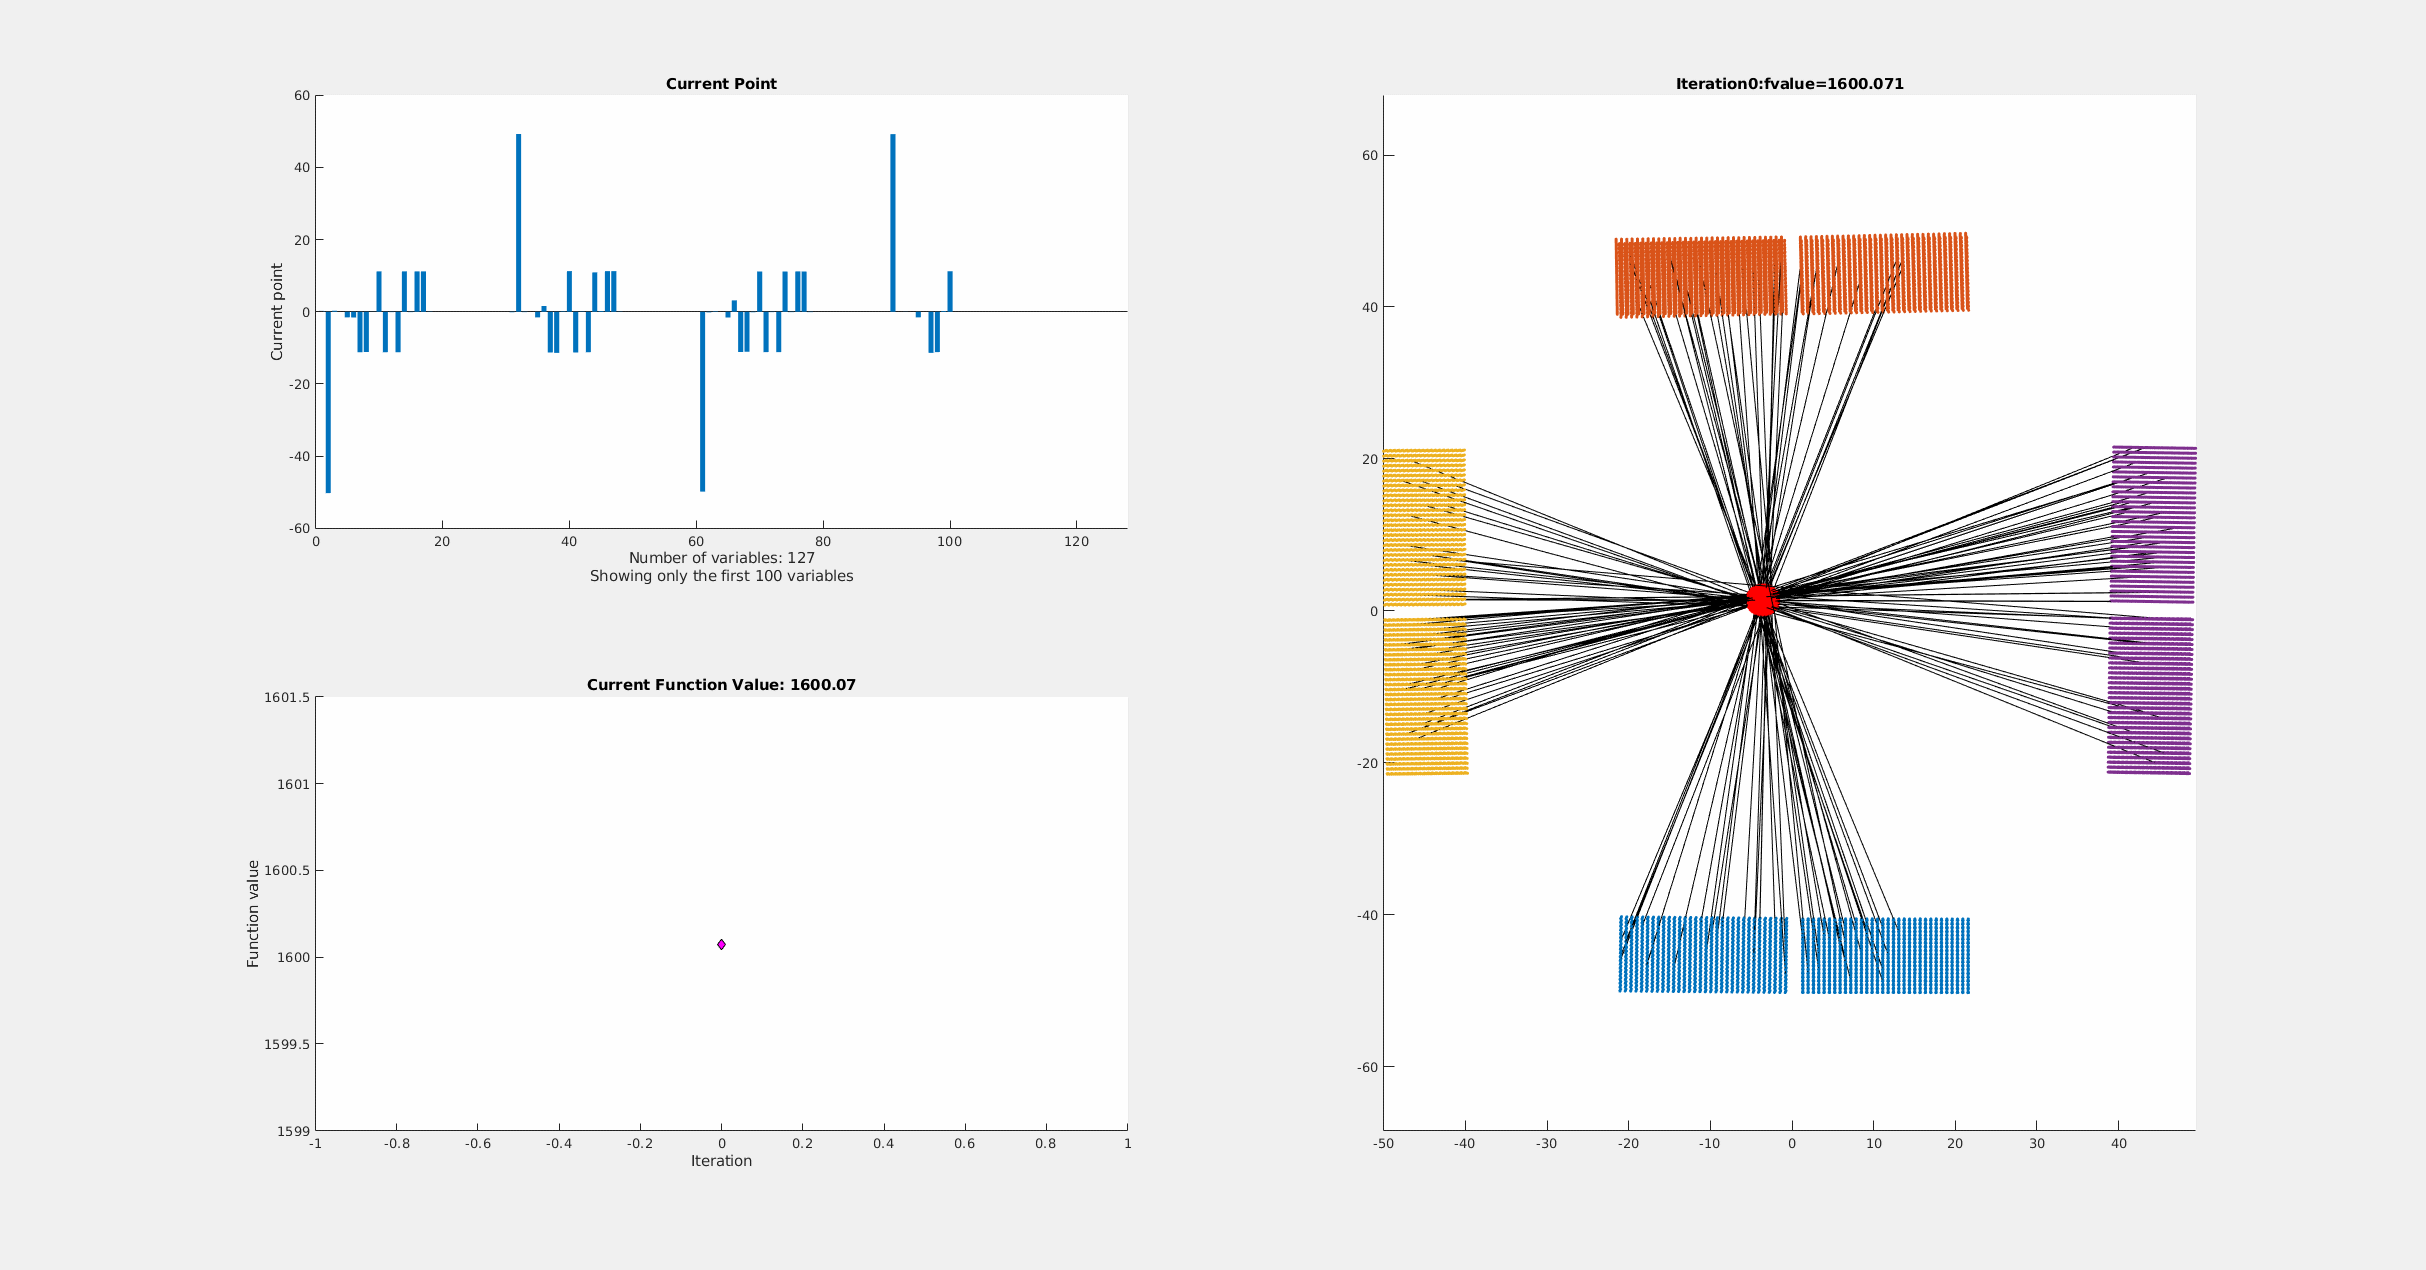 Current Point
60
40
20
0
-20
-40
-60
Current point
0 20 40 60 80 100 120
Number of variables: 127
Showing only the first 100 variables
Current Function Value: 1600.07
1601.5
1601
1600.5
1600
1599.5
1599
Function value
-1 -0.8 -0.6 -0.4 -0.2 0 0.2 0.4 0.6 0.8 1
Iteration
Iteration0:fvalue=1600.071
60
40
20
0
-20
-40
-60
-50 -40 -30 -20 -10 0 10 20 30 40